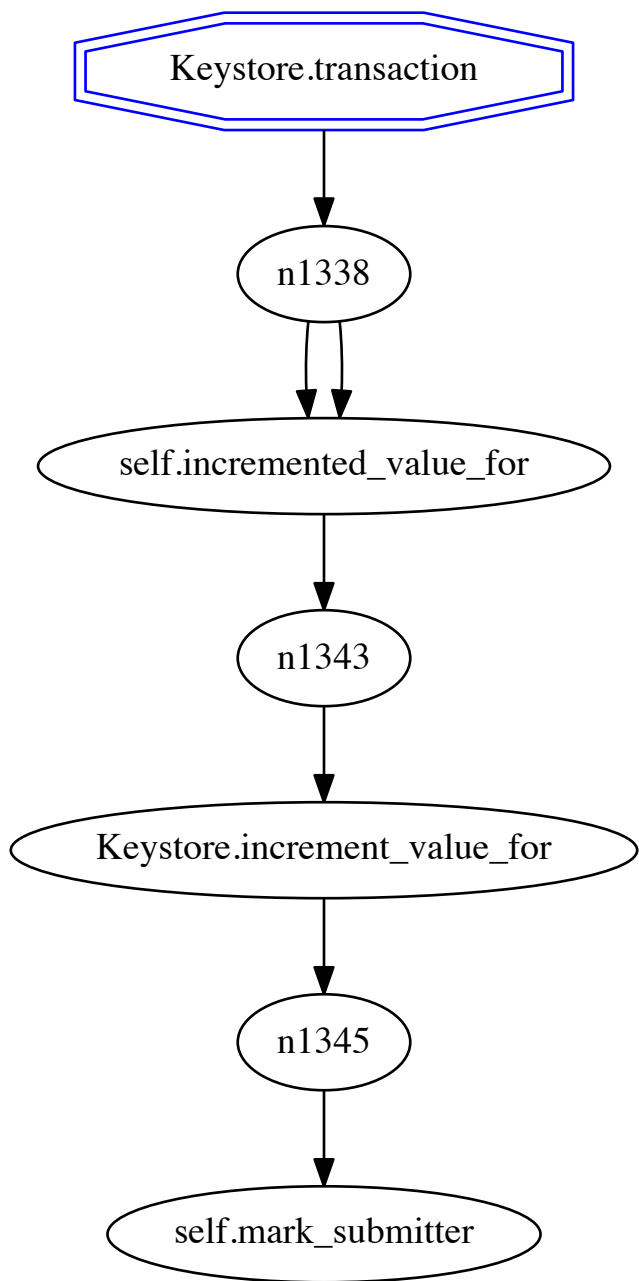 Keystore.transaction
n1338
self.incremented_value_for
n1343
Keystore.increment_value_for
n1345
self.mark_submitter